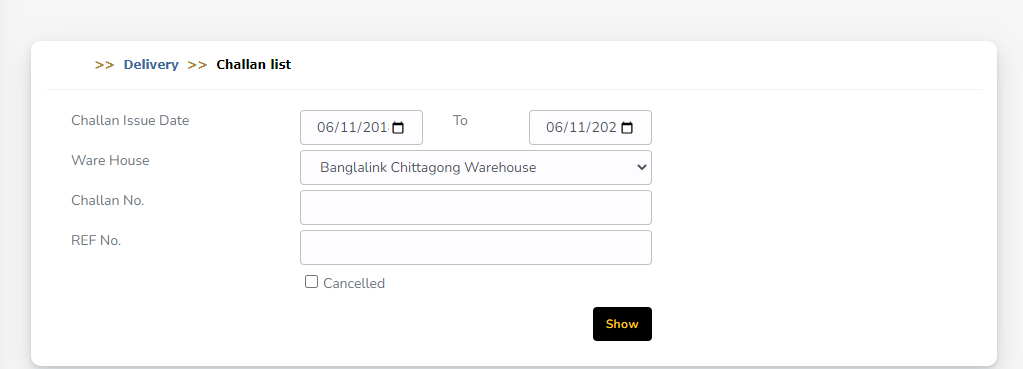 >> Delivery >> Challan list
Challan Issue Date 06/11/201 To 06/11/202
Ware House Banglalink Chittagong Warehouse
Challan No.
REF No.
Cancelled
Show